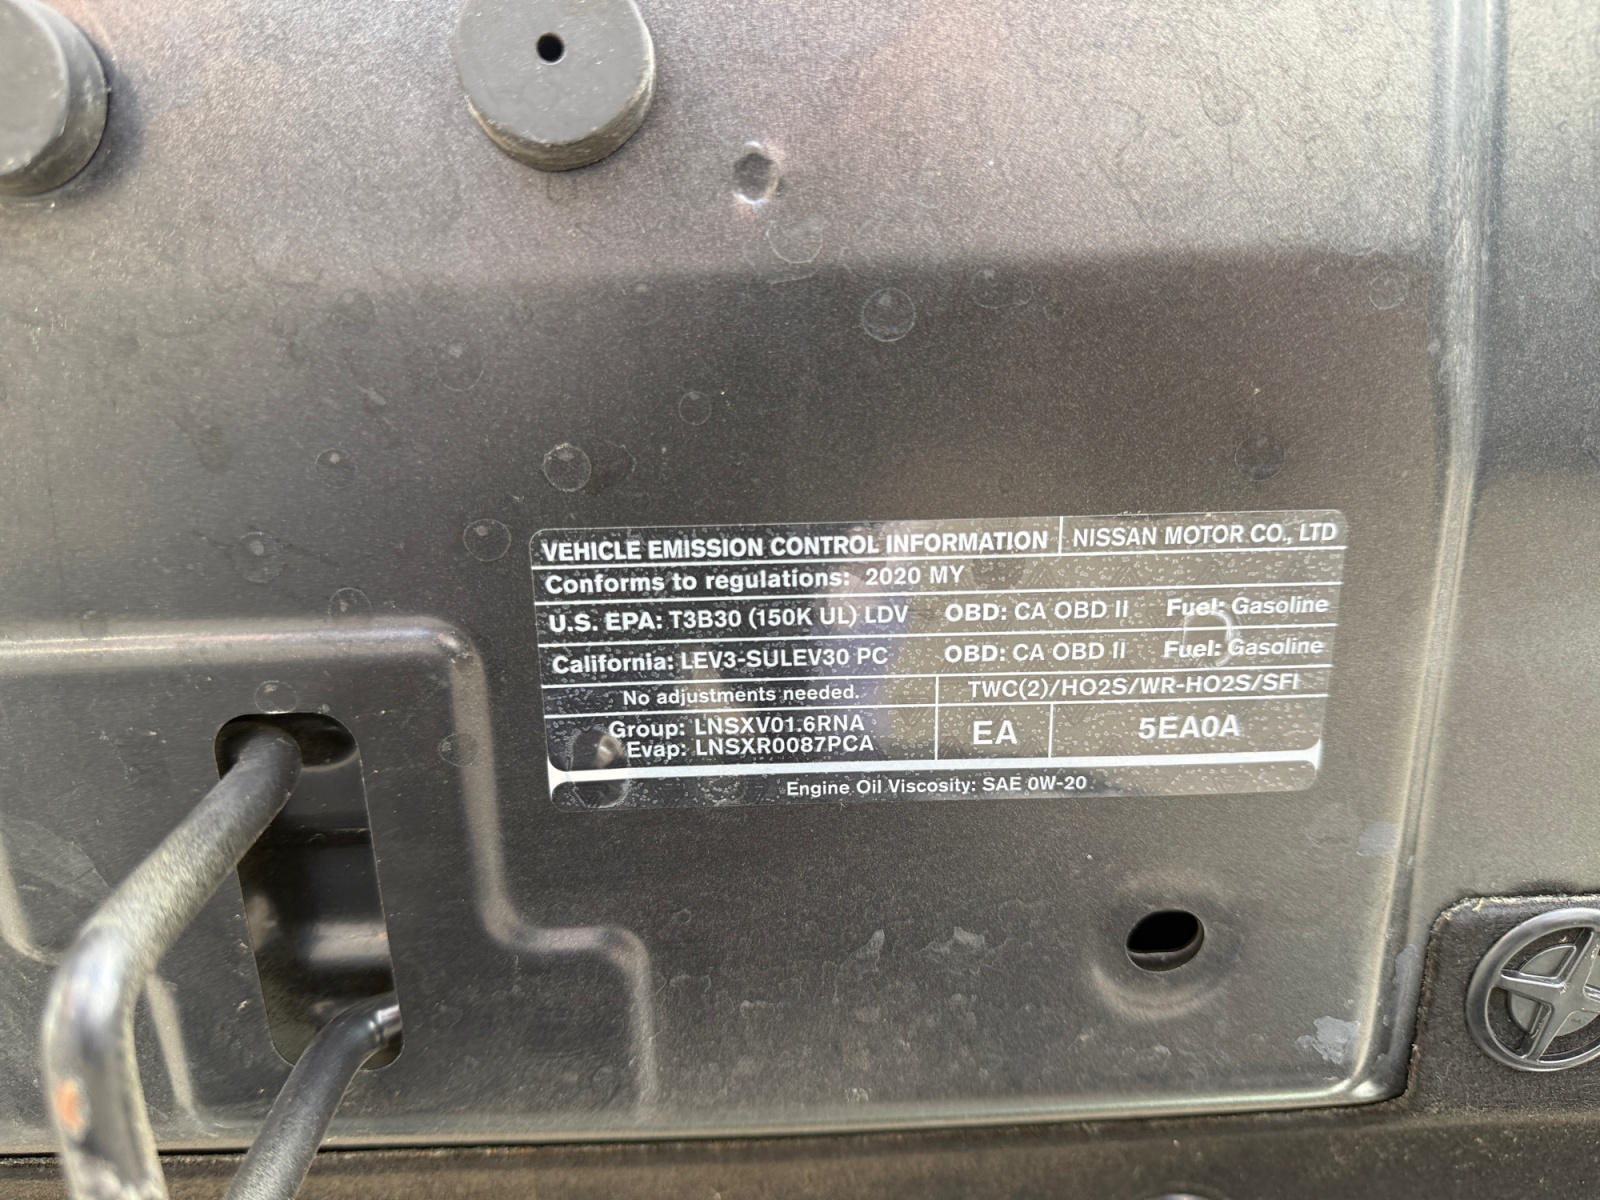 VEHICLE EMISSION CONTROL INFORMATION NISSAN MOTOR CO., LTD
Conforms to regulations: 2020 MY
U.S. EPA: T3B30 (150K UL) LDV OBD: CA OBD II Fuel: Gasoline
California: LEV3-SULEV30 PC OBD: CA OBD II Fuel: Gasoline
No adjustments needed. TWC(2)/HO2S/WR-HO2S/SFI
Group: LNSXV01.6RNA
Evap: LNSXR0087PCA
EA 5EA0A
Engine Oil Viscosity: SAE 0W-20